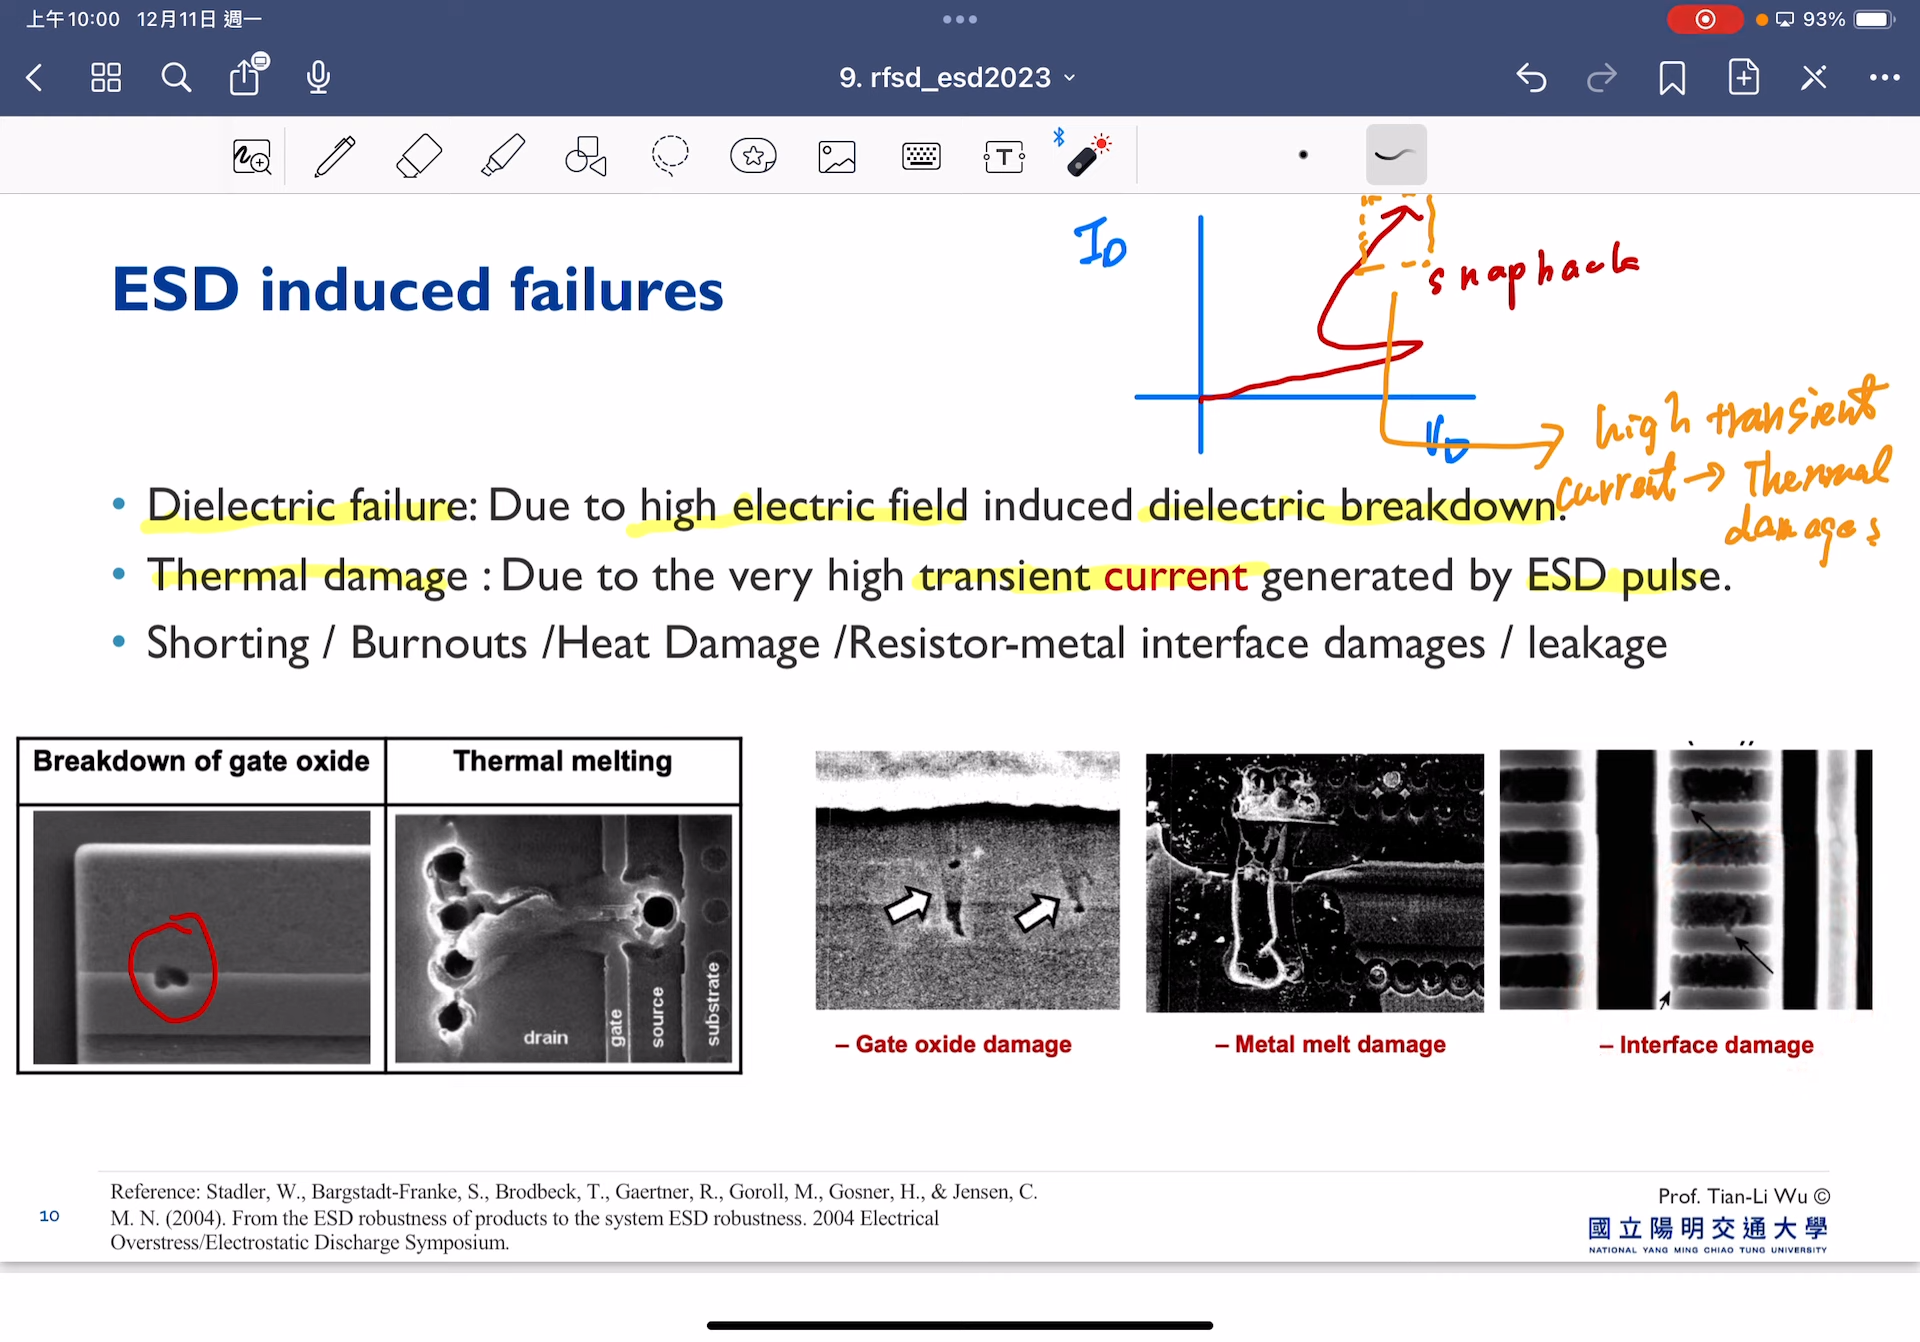 上午10:00 12月11日 週一
93%
9. rfsd_esd2023
ID
snapback
VD
high transient
current → Thermal
damages
ESD induced failures
• Dielectric failure: Due to high electric field induced dielectric breakdown.
• Thermal damage : Due to the very high transient current generated by ESD pulse.
• Shorting / Burnouts /Heat Damage /Resistor-metal interface damages / leakage
Breakdown of gate oxide
Thermal melting
drain
gate
source
substrate
– Gate oxide damage
– Metal melt damage
– Interface damage
10
Reference: Stadler, W., Bargstadt-Franke, S., Brodbeck, T., Gaertner, R., Goroll, M., Gosner, H., & Jensen, C.
M. N. (2004). From the ESD robustness of products to the system ESD robustness. 2004 Electrical
Overstress/Electrostatic Discharge Symposium.
Prof. Tian-Li Wu ©
國立陽明交通大學
NATIONAL YANG MING CHIAO TUNG UNIVERSITY